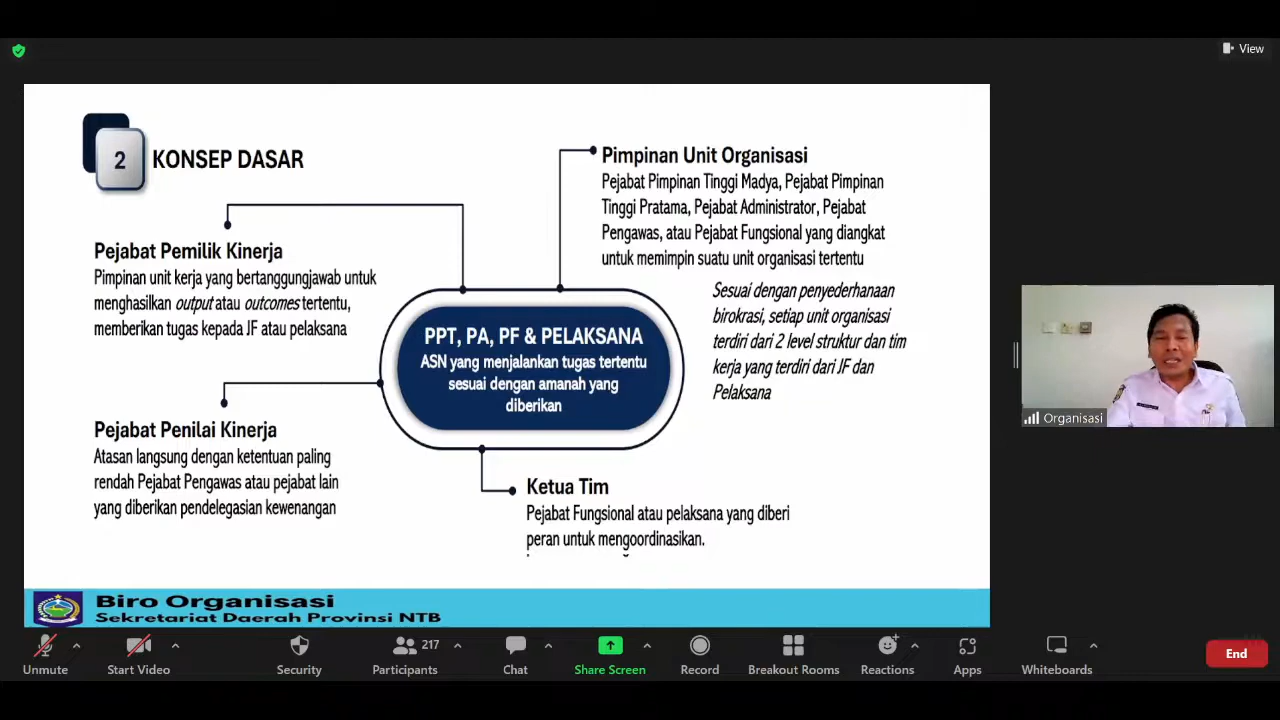 View
2
KONSEP DASAR
Pimpinan Unit Organisasi
Pejabat Pimpinan Tinggi Madya, Pejabat Pimpinan
Tinggi Pratama, Pejabat Administrator, Pejabat
Pengawas, atau Pejabat Fungsional yang diangkat
untuk memimpin suatu unit organisasi tertentu
Pejabat Pemilik Kinerja
Pimpinan unit kerja yang bertanggungjawab untuk
menghasilkan output atau outcomes tertentu,
memberikan tugas kepada JF atau pelaksana
Sesuai dengan penyederhanaan
birokrasi, setiap unit organisasi
terdiri dari 2 level struktur dan tim
kerja yang terdiri dari JF dan
Pelaksana
PPT, PA, PF & PELAKSANA
ASN yang menjalankan tugas tertentu
sesuai dengan amanah yang
diberikan
Pejabat Penilai Kinerja
Atasan langsung dengan ketentuan paling
rendah Pejabat Pengawas atau pejabat lain
yang diberikan pendelegasian kewenangan
Ketua Tim
Pejabat Fungsional atau pelaksana yang diberi
peran untuk mengoordinasikan.
Organisasi
Biro Organisasi
Sekretariat Daerah Provinsi NTB
217
Unmute
Start Video
Security
Participants
Chat
Share Screen
Record
Breakout Rooms
Reactions
Apps
Whiteboards
End